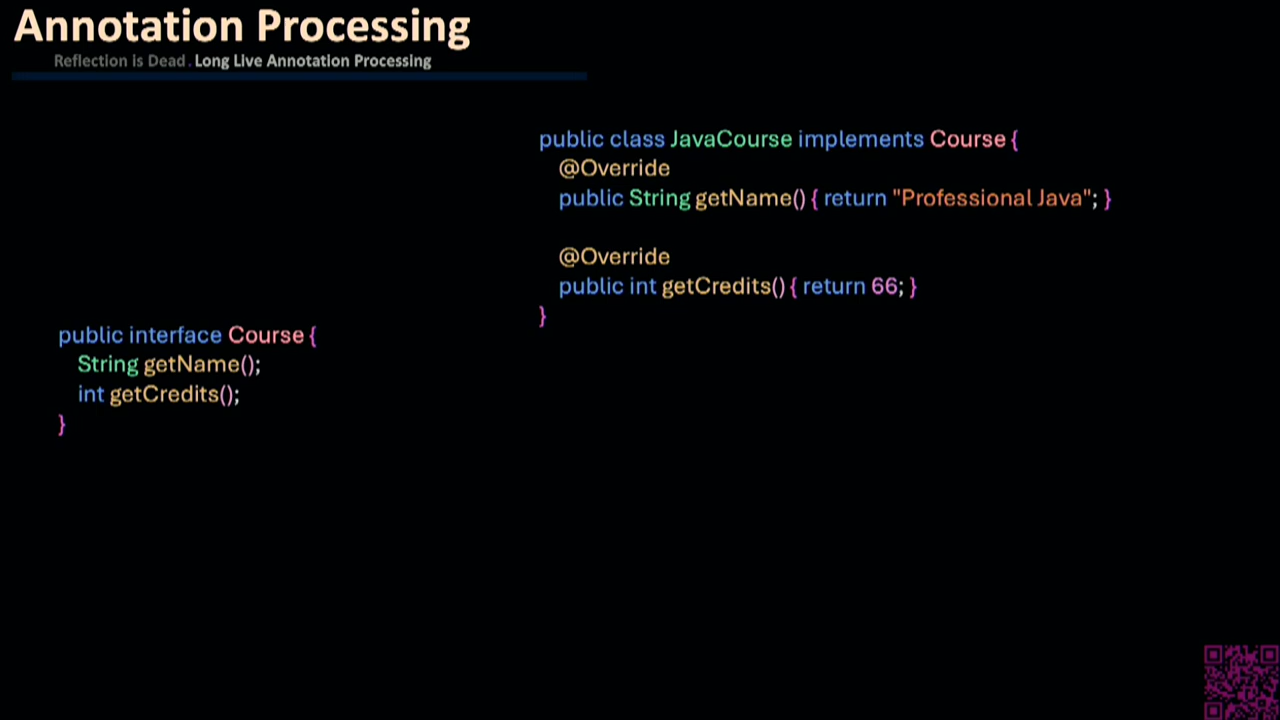 Annotation Processing
Reflection is Dead. Long Live Annotation Processing
public class JavaCourse implements Course {
@Override
public String getName() { return "Professional Java"; }
@Override
public int getCredits() { return 66; }
}
public interface Course {
String getName();
int getCredits();
}